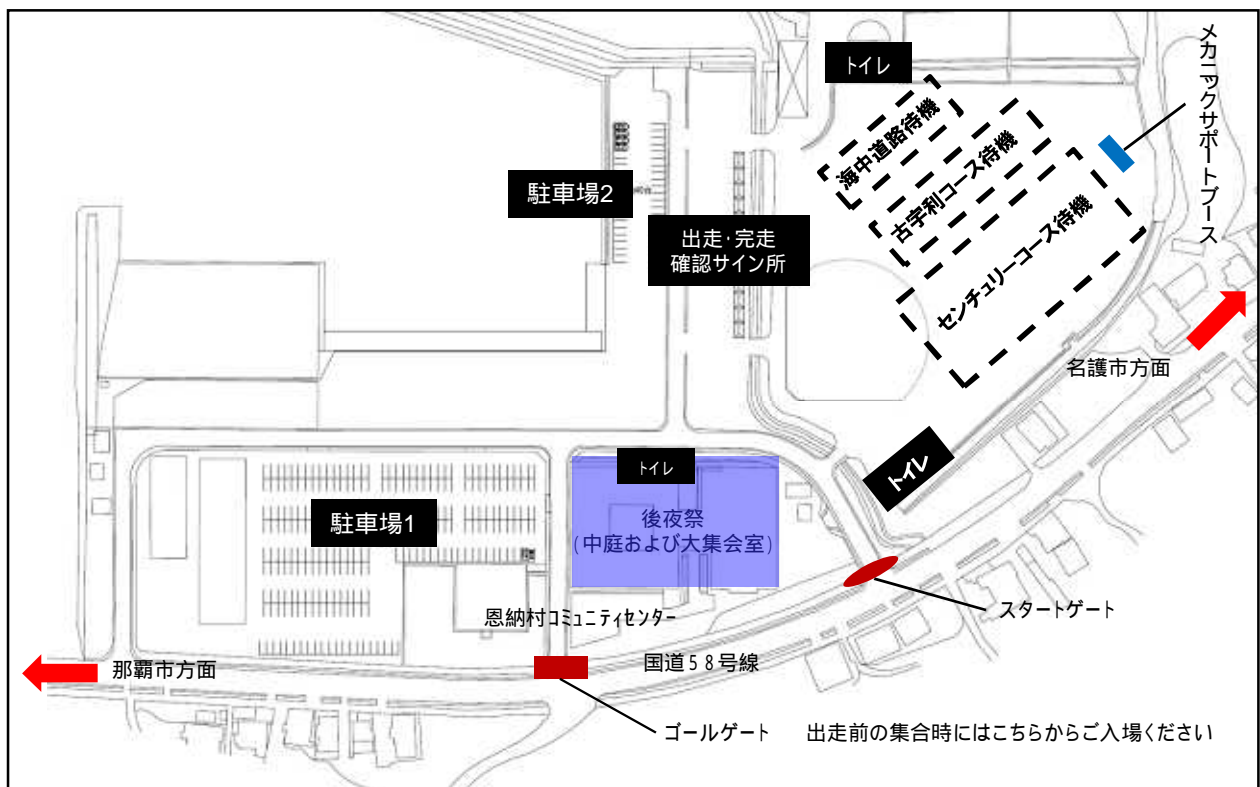 トイレ
メカニックサポートブース
海中道路待機
古宇利コース待機
センチュリーコース待機
駐車場2
出走・完走
確認サイン所
名護市方面
トイレ
トイレ
駐車場1
後夜祭
(中庭および大集会室)
スタートゲート
恩納村コミュニティセンター
国道58号線
那覇市方面
ゴールゲート　出走前の集合時にはこちらからご入場ください